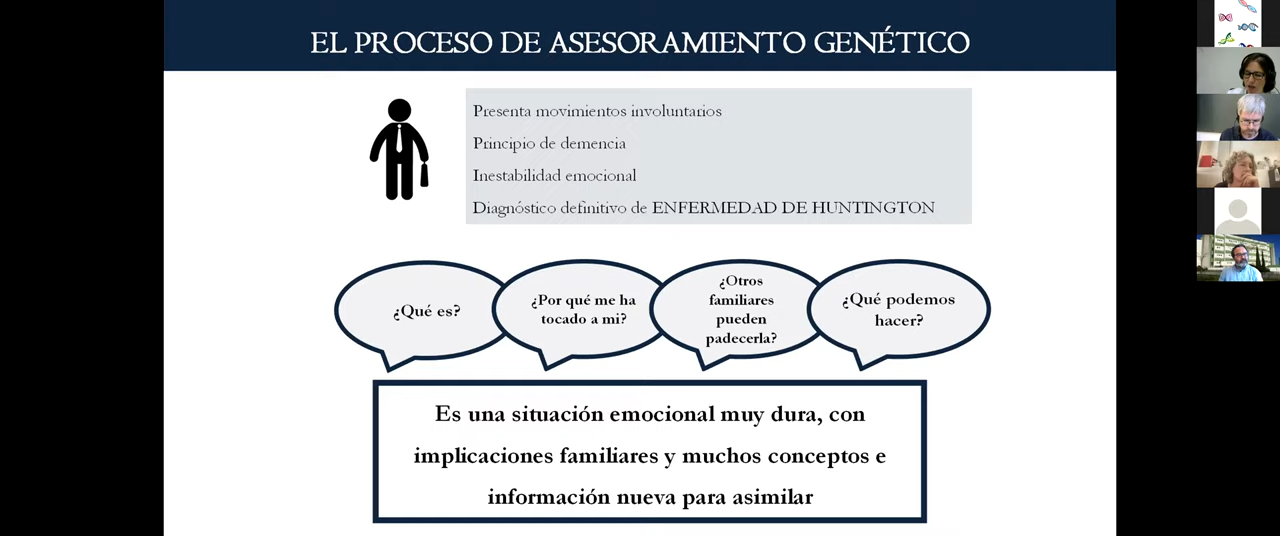 EL PROCESO DE ASESORAMIENTO GENÉTICO
Presenta movimientos involuntarios
Principio de demencia
Inestabilidad emocional
Diagnóstico definitivo de ENFERMEDAD DE HUNTINGTON
¿Qué es?
¿Por qué me ha
tocado a mi?
¿Otros
familiares
pueden
padecerla?
¿Qué podemos
hacer?
Es una situación emocional muy dura, con
implicaciones familiares y muchos conceptos e
información nueva para asimilar